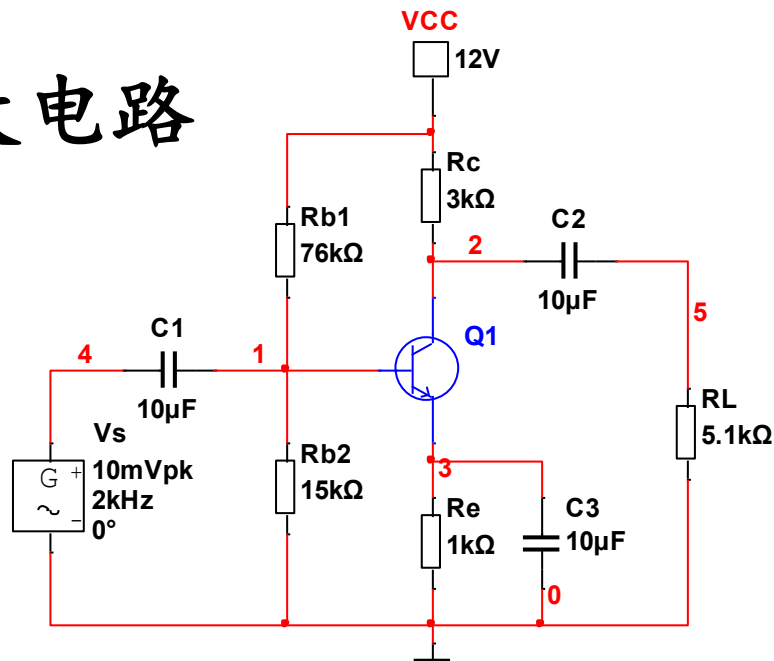 VCC
12V
电路
Rc
3kΩ
Rb1
76kΩ
C2
2
10µF
5
C1
Q1
4
1
10µF
RL
5.1kΩ
Vs
G
10mVpk
2kHz
0°
Rb2
15kΩ
3
Re
1kΩ
C3
10µF
0